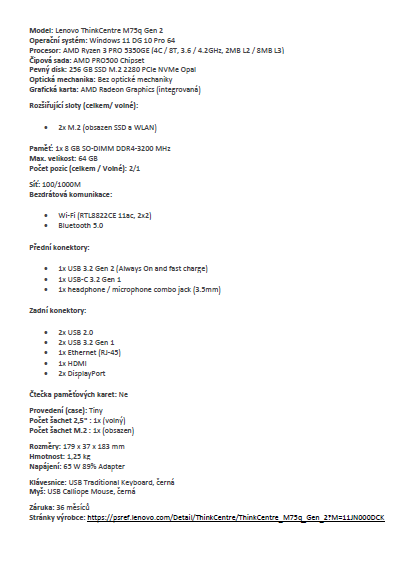 Model: Lenovo ThinkCentre M75q Gen 2
Operační systém: Windows 11 DG 10 Pro 64
Procesor: AMD Ryzen 3 PRO 5350GE (4C / 8T, 3.6 / 4.2GHz, 2MB L2 / 8MB L3)
Čipová sada: AMD PRO500 Chipset
Pevný disk: 256 GB SSD M.2 2280 PCIe NVMe Opal
Optická mechanika: Bez optické mechaniky
Grafická karta: AMD Radeon Graphics (integrovaná)
Rozšiřující sloty (celkem/ volné):
• 2x M.2 (obsazen SSD a WLAN)
Paměť: 1x 8 GB SO-DIMM DDR4-3200 MHz
Max. velikost: 64 GB
Počet pozic (celkem / Volné): 2/1
Síť: 100/1000M
Bezdrátová komunikace:
• Wi-Fi (RTL8822CE 11ac, 2x2)
• Bluetooth 5.0
Přední konektory:
• 1x USB 3.2 Gen 2 (Always On and fast charge)
• 1x USB-C 3.2 Gen 1
• 1x headphone / microphone combo jack (3.5mm)
Zadní konektory:
• 2x USB 2.0
• 2x USB 3.2 Gen 1
• 1x Ethernet (RJ-45)
• 1x HDMI
• 2x DisplayPort
Čtečka paměťových karet: Ne
Provedení (case): Tiny
Počet šachet 2,5" : 1x (volný)
Počet šachet M.2 : 1x (obsazen)
Rozměry: 179 x 37 x 183 mm
Hmotnost: 1,25 kg
Napájení: 65 W 89% Adapter
Klávesnice: USB Traditional Keyboard, černá
Myš: USB Calliope Mouse, černá
Záruka: 36 měsíců
Stránky výrobce: https://psref.lenovo.com/Detail/ThinkCentre/ThinkCentre_M75q_Gen_2?M=11JN000DCK